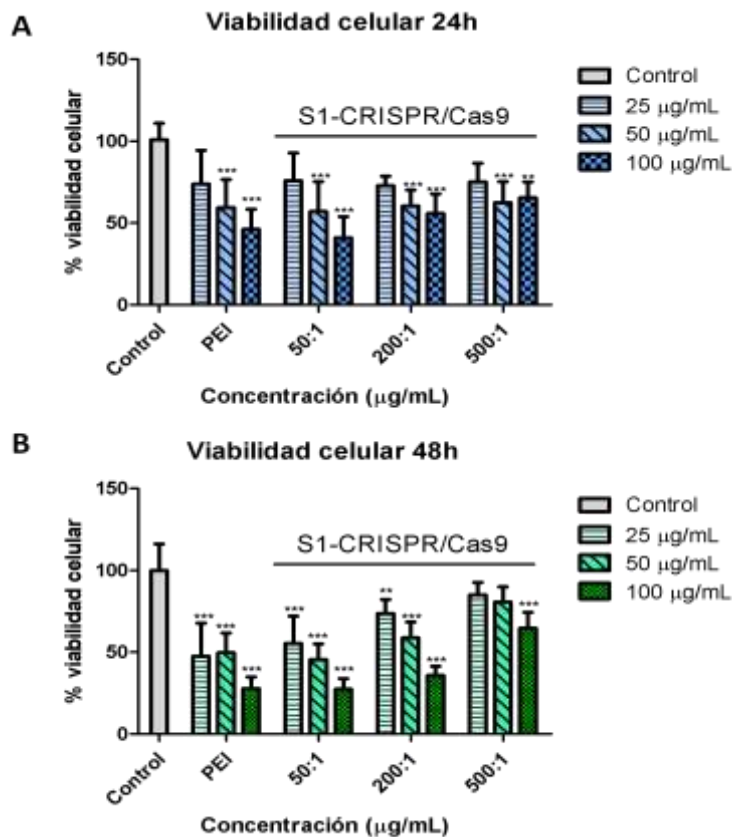 A
Viabilidad celular 24h
% viabilidad celular
150
100
50
0
S1-CRISPR/Cas9
***
***
***
***
***
***
***
**
Control
PEI
50:1
200:1
500:1
Concentración (μg/mL)
Control
25 μg/mL
50 μg/mL
100 μg/mL
B
Viabilidad celular 48h
% viabilidad celular
150
100
50
0
S1-CRISPR/Cas9
***
***
***
***
***
***
**
***
***
***
Control
PEI
50:1
200:1
500:1
Concentración (μg/mL)
Control
25 μg/mL
50 μg/mL
100 μg/mL